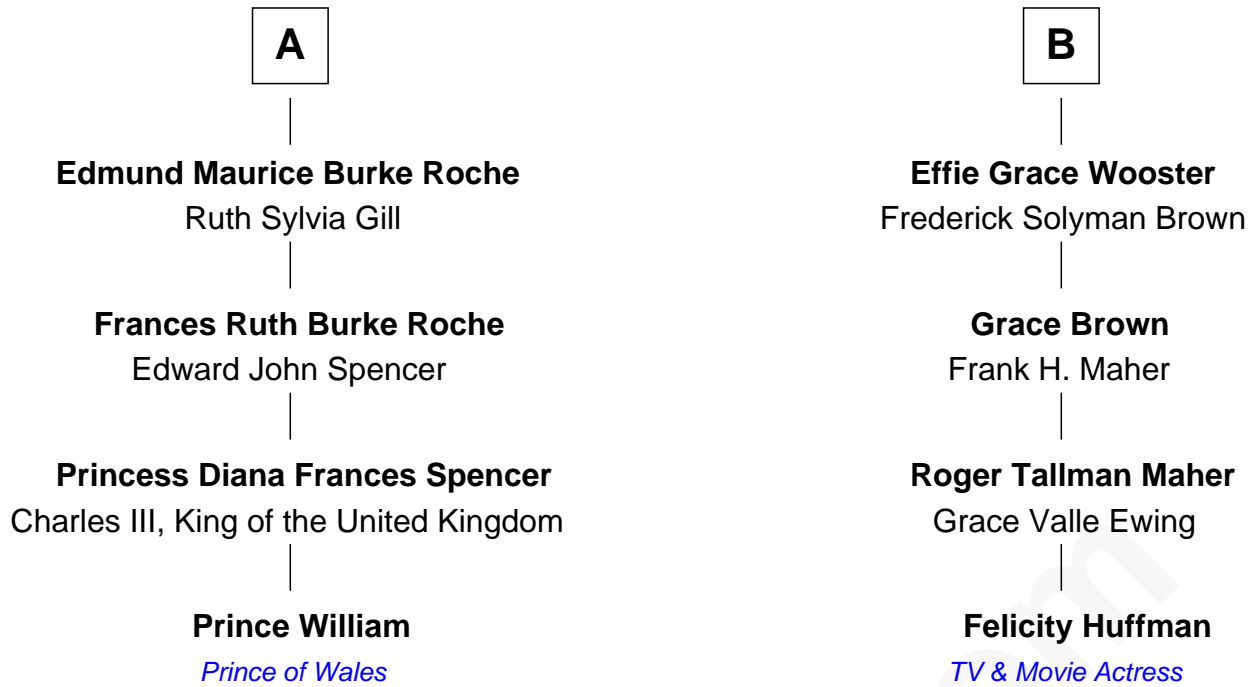 A
Edmund Maurice Burke Roche
Ruth Sylvia Gill
Frances Ruth Burke Roche
Edward John Spencer
Princess Diana Frances Spencer
Charles III, King of the United Kingdom
Prince William
Prince of Wales
B
Effie Grace Wooster
Frederick Solyman Brown
Grace Brown
Frank H. Maher
Roger Tallman Maher
Grace Valle Ewing
Felicity Huffman
TV & Movie Actress